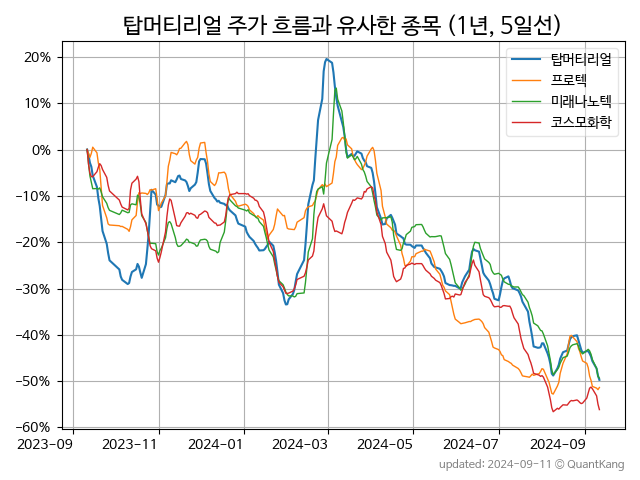 탑머티리얼 주가 흐름과 유사한 종목 (1년, 5일선)
탑머티리얼
프로텍
미래나노텍
코스모화학
20%
10%
0%
−10%
−20%
−30%
−40%
−50%
−60%
2023-09 2023-11 2024-01 2024-03 2024-05 2024-07 2024-09
updated: 2024-09-11 © QuantKang